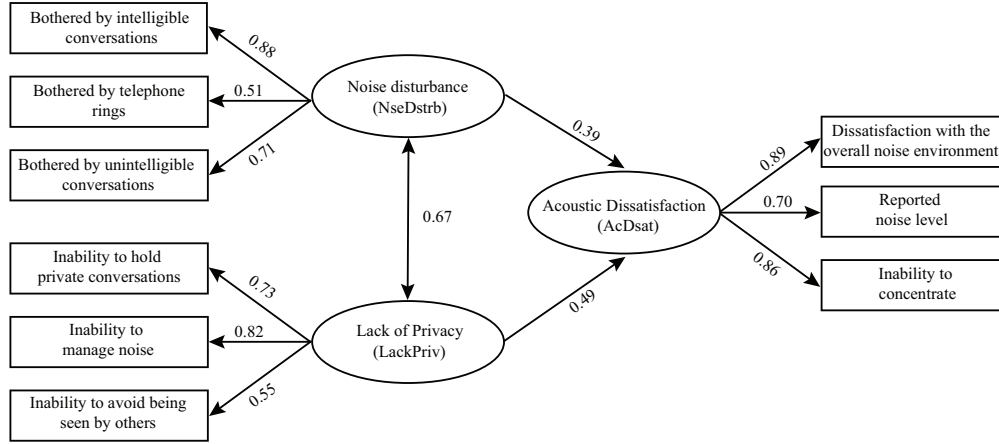 Bothered by intelligible
conversations
0.88
Bothered by telephone
rings
0.51
Bothered by unintelligible
conversations
0.71
Noise disturbance
(NseDstrb)
0.39
0.67
Inability to hold
private conversations
0.73
Inability to
manage noise
0.82
Inability to avoid being
seen by others
0.55
Lack of Privacy
(LackPriv)
0.49
Acoustic Dissatisfaction
(AcDsat)
0.89
Dissatisfaction with the
overall noise environment
0.70
Reported
noise level
0.86
Inability to
concentrate